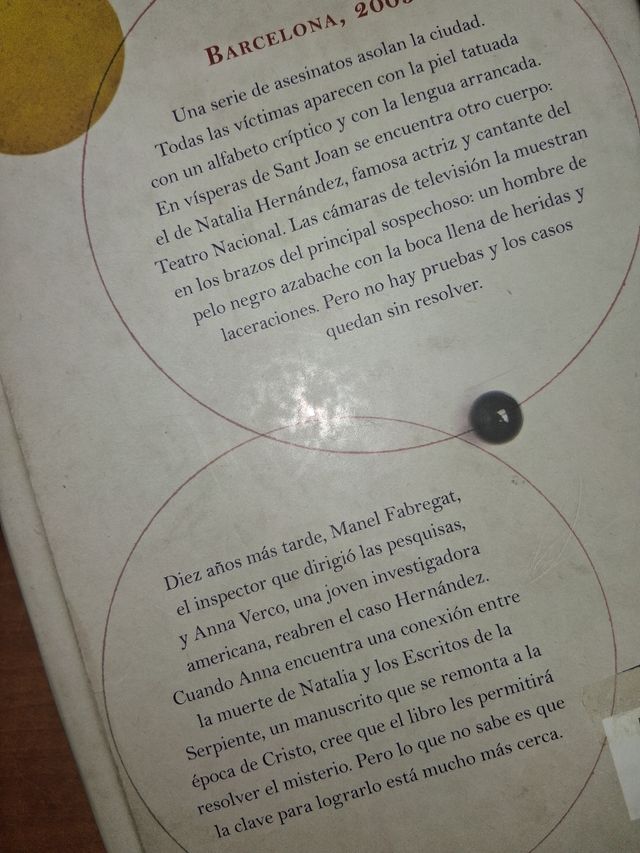 BARCELONA, 2003
Una serie de asesinatos asolan la ciudad.
Todas las víctimas aparecen con la piel tatuada
con un alfabeto críptico y con la lengua arrancada.
En vísperas de Sant Joan se encuentra otro cuerpo:
el de Natalia Hernández, famosa actriz y cantante del
Teatro Nacional. Las cámaras de televisión la muestran
en los brazos del principal sospechoso: un hombre de
pelo negro azabache con la boca llena de heridas y
laceraciones. Pero no hay pruebas y los casos
quedan sin resolver.
Diez años más tarde, Manel Fabregat,
el inspector que dirigió las pesquisas,
y Anna Verco, una joven investigadora
americana, reabren el caso Hernández.
Cuando Anna encuentra una conexión entre
la muerte de Natalia y los Escritos de la
Serpiente, un manuscrito que se remonta a la
época de Cristo, cree que el libro les permitirá
resolver el misterio. Pero lo que no sabe es que
la clave para lograrlo está mucho más cerca.